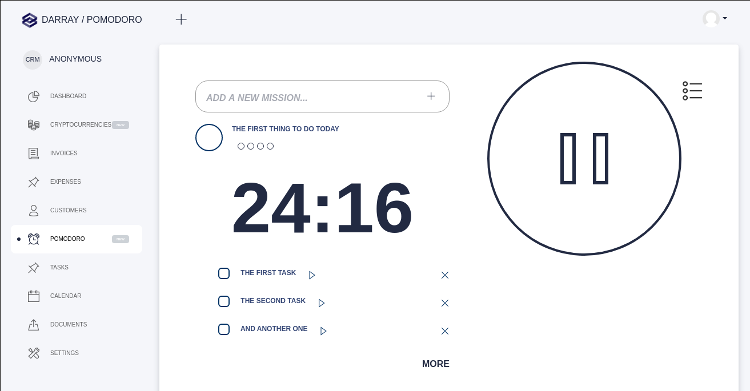 DARRAY / POMODORO
CRM ANONYMOUS
DASHBOARD
CRYPTOCURRENCIES
INVOICES
EXPENSES
CUSTOMERS
POMODORO
TASKS
CALENDAR
DOCUMENTS
SETTINGS
ADD A NEW MISSION...
THE FIRST THING TO DO TODAY
24:16
THE FIRST TASK
THE SECOND TASK
AND ANOTHER ONE
MORE